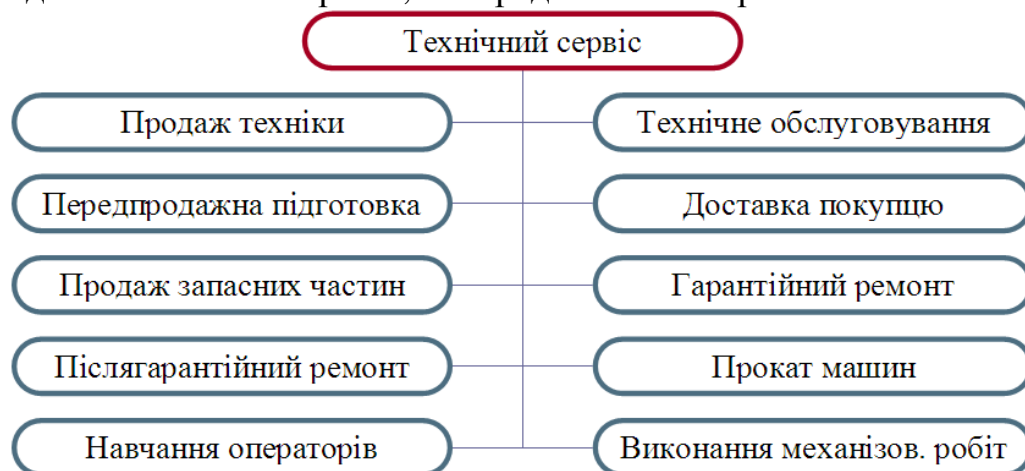 Технічний сервіс
Продаж техніки
Технічне обслуговування
Передпродажна підготовка
Доставка покупцю
Продаж запасних частин
Гарантійний ремонт
Післягарантійний ремонт
Прокат машин
Навчання операторів
Виконання механізов. робіт